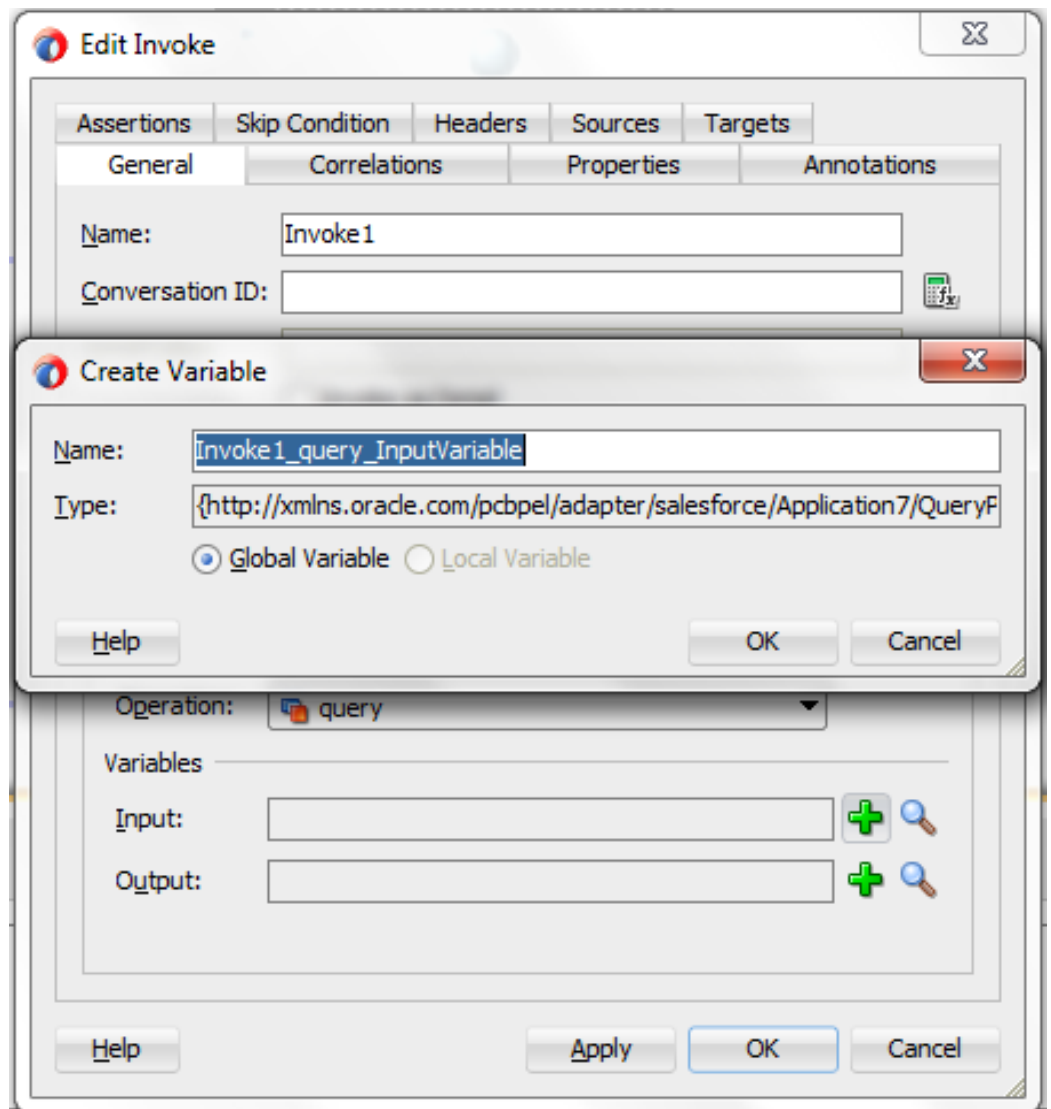 Edit Invoke
Assertions Skip Condition Headers Sources Targets
General Correlations Properties Annotations
Name: Invoke1
Conversation ID:
Create Variable
Name: Invoke1_query_InputVariable
Type: {http://xmlns.oracle.com/pcbpel/adapter/salesforce/Application7/QueryF
Global Variable Local Variable
Help OK Cancel
Operation: query
Variables
Input:
Output:
Help Apply OK Cancel